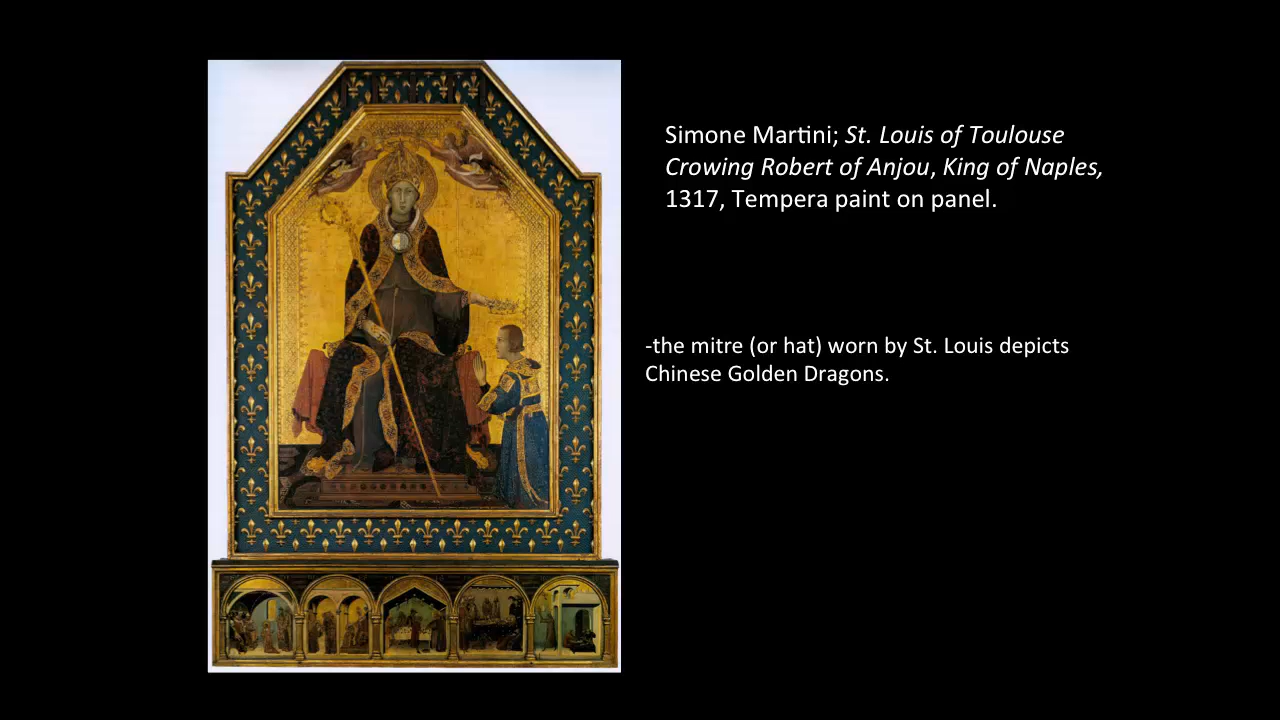 Simone Martini; St. Louis of Toulouse
Crowing Robert of Anjou, King of Naples,
1317, Tempera paint on panel.
-the mitre (or hat) worn by St. Louis depicts
Chinese Golden Dragons.